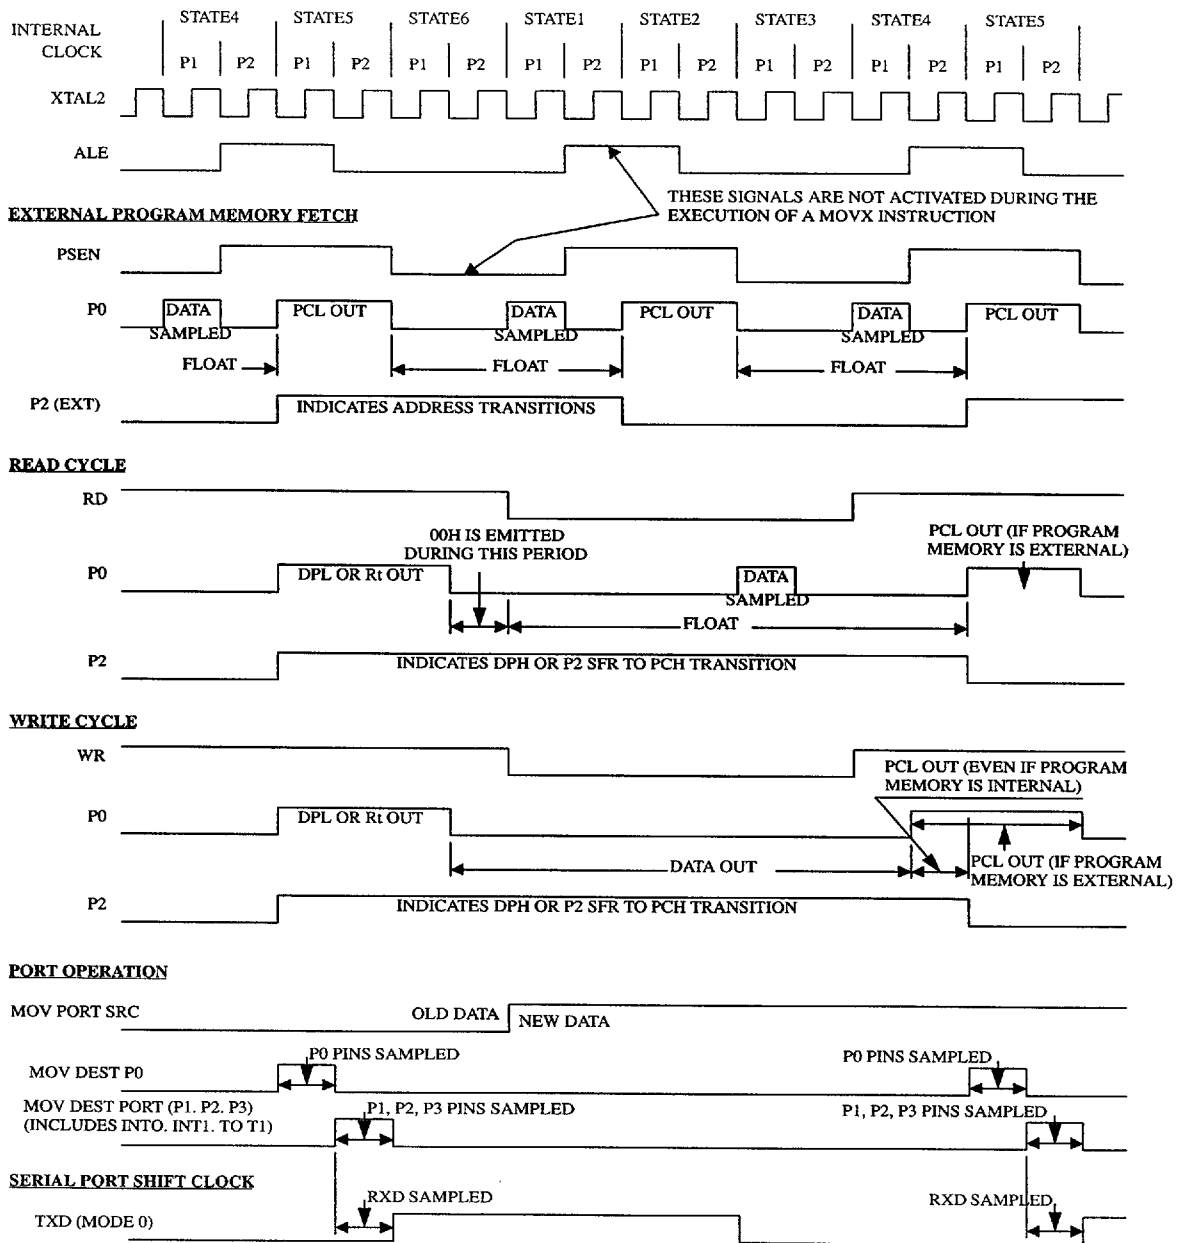 INTERNAL
CLOCK
STATE4 STATE5 STATE6 STATE1 STATE2 STATE3 STATE4 STATE5
P1 P2 P1 P2 P1 P2 P1 P2 P1 P2 P1 P2 P1 P2 P1 P2
XTAL2
ALE
THESE SIGNALS ARE NOT ACTIVATED DURING THE
EXECUTION OF A MOVX INSTRUCTION
EXTERNAL PROGRAM MEMORY FETCH
PSEN
P0
DATA
SAMPLED
PCL OUT
DATA
SAMPLED
PCL OUT
DATA
SAMPLED
PCL OUT
FLOAT FLOAT FLOAT
P2 (EXT)
INDICATES ADDRESS TRANSITIONS
READ CYCLE
RD
00H IS EMITTED
DURING THIS PERIOD
PCL OUT (IF PROGRAM
MEMORY IS EXTERNAL)
P0
DPL OR Rt OUT
DATA
SAMPLED
FLOAT
P2
INDICATES DPH OR P2 SFR TO PCH TRANSITION
WRITE CYCLE
WR
PCL OUT (EVEN IF PROGRAM
MEMORY IS INTERNAL)
P0
DPL OR Rt OUT
DATA OUT
PCL OUT (IF PROGRAM
MEMORY IS EXTERNAL)
P2
INDICATES DPH OR P2 SFR TO PCH TRANSITION
PORT OPERATION
MOV PORT SRC
OLD DATA NEW DATA
P0 PINS SAMPLED P0 PINS SAMPLED
MOV DEST P0
MOV DEST PORT (P1. P2. P3)
(INCLUDES INTO. INT1. TO T1)
P1, P2, P3 PINS SAMPLED P1, P2, P3 PINS SAMPLED
SERIAL PORT SHIFT CLOCK
RXD SAMPLED RXD SAMPLED
TXD (MODE 0)